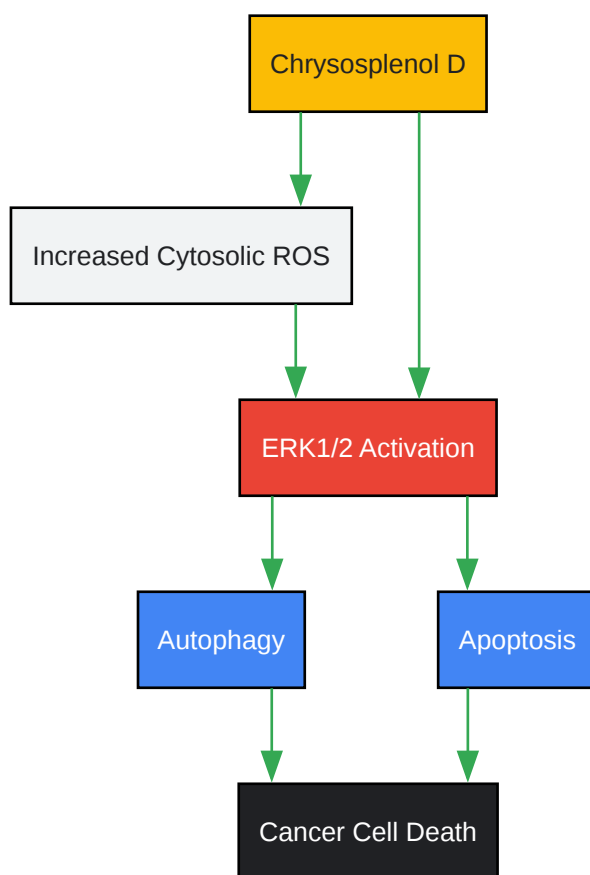 Chrysosplenol D
Increased Cytosolic ROS
ERK1/2 Activation
Autophagy
Apoptosis
Cancer Cell Death